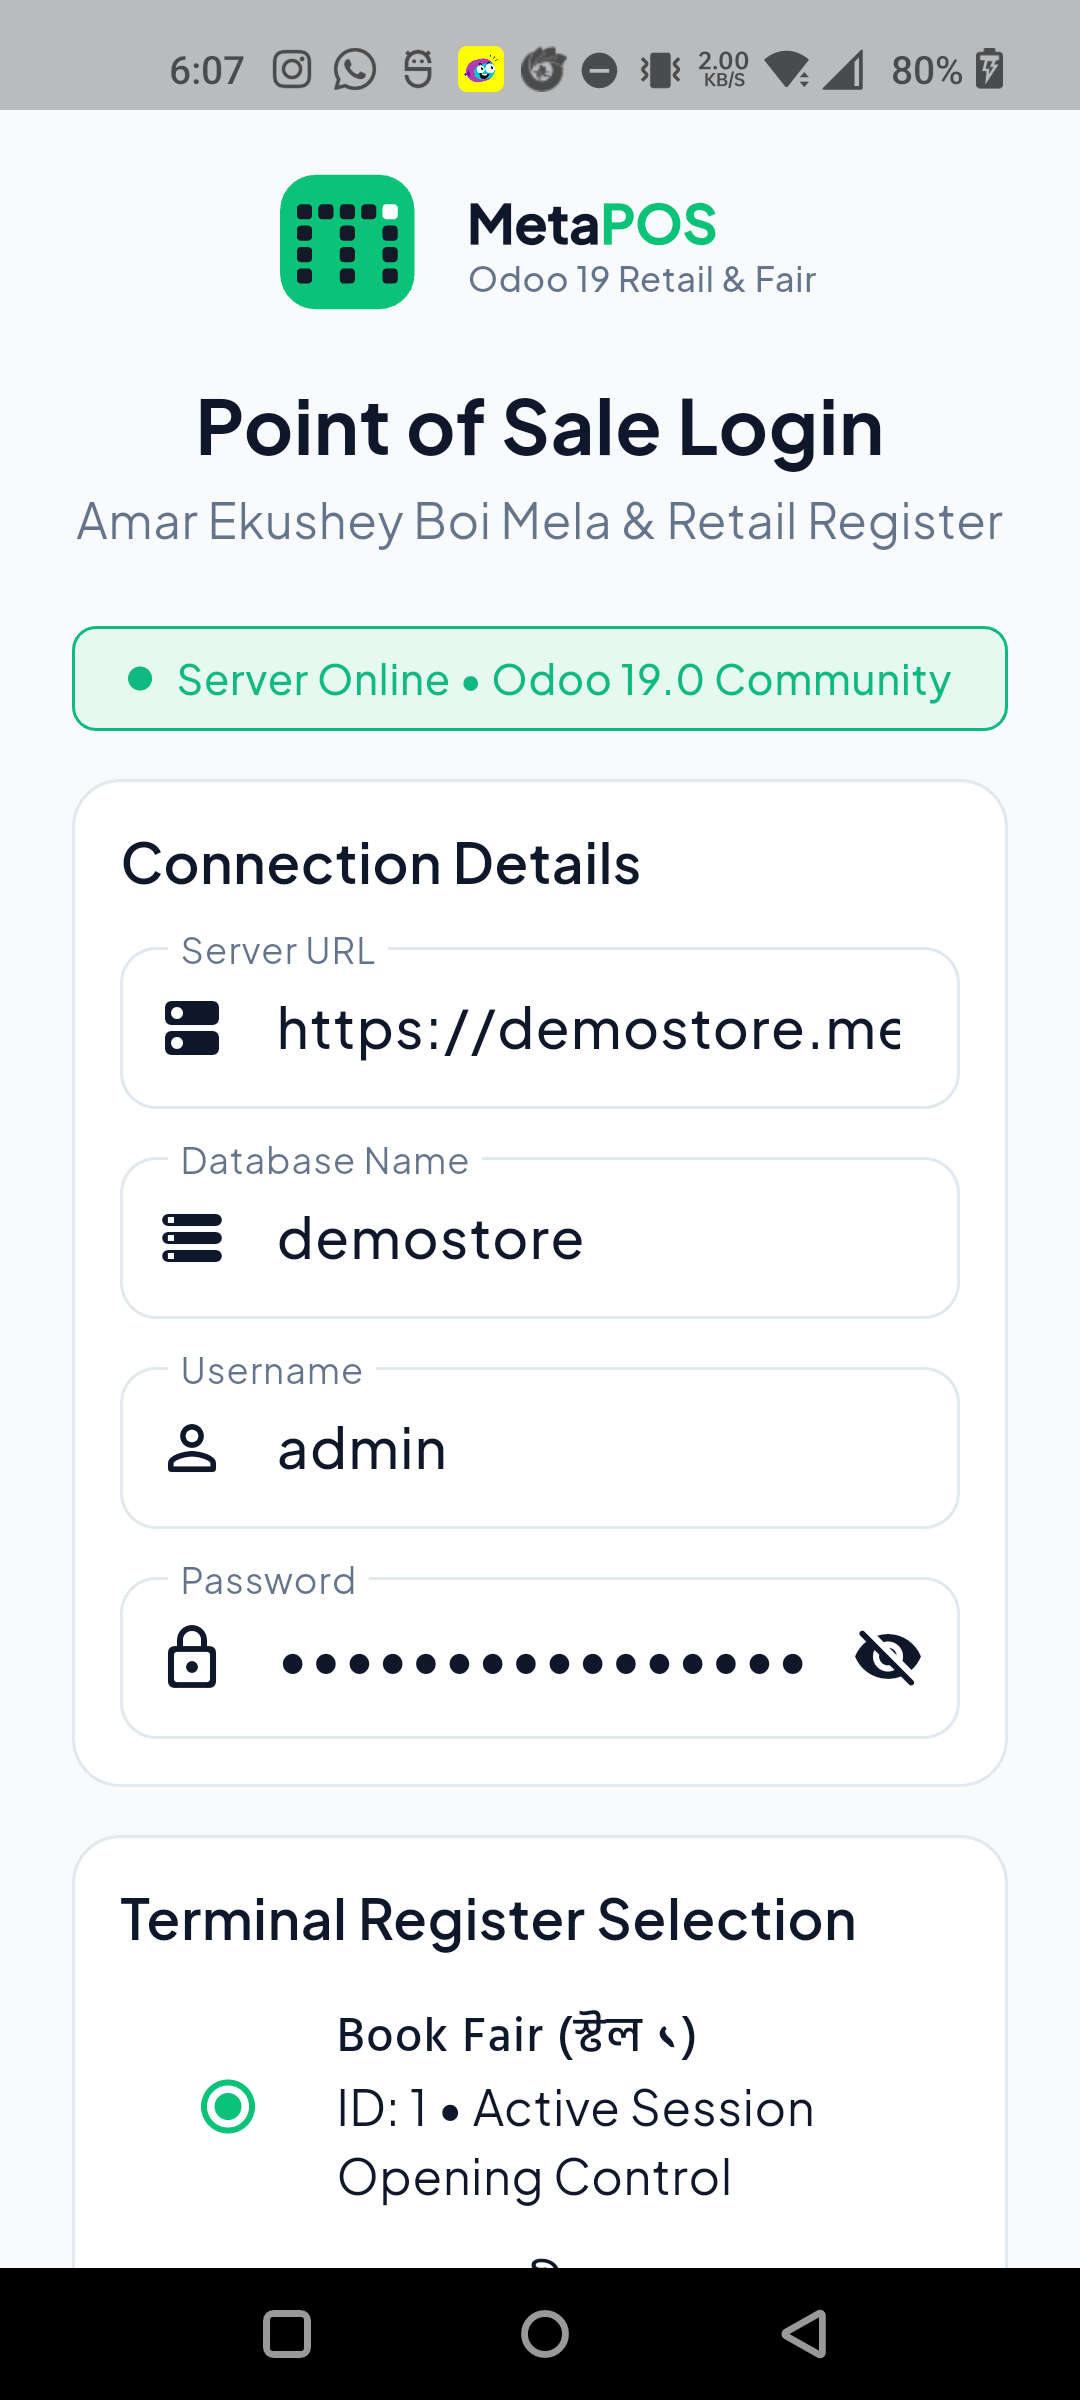 6:07
2.00
KB/S
80%
MetaPOS
Odoo 19 Retail & Fair
Point of Sale Login
Amar Ekushey Boi Mela & Retail Register
Server Online • Odoo 19.0 Community
Connection Details
Server URL
https://demostore.me
Database Name
demostore
Username
admin
Password
••••••••••••••••
Terminal Register Selection
Book Fair (স্টল ১)
ID: 1 • Active Session
Opening Control